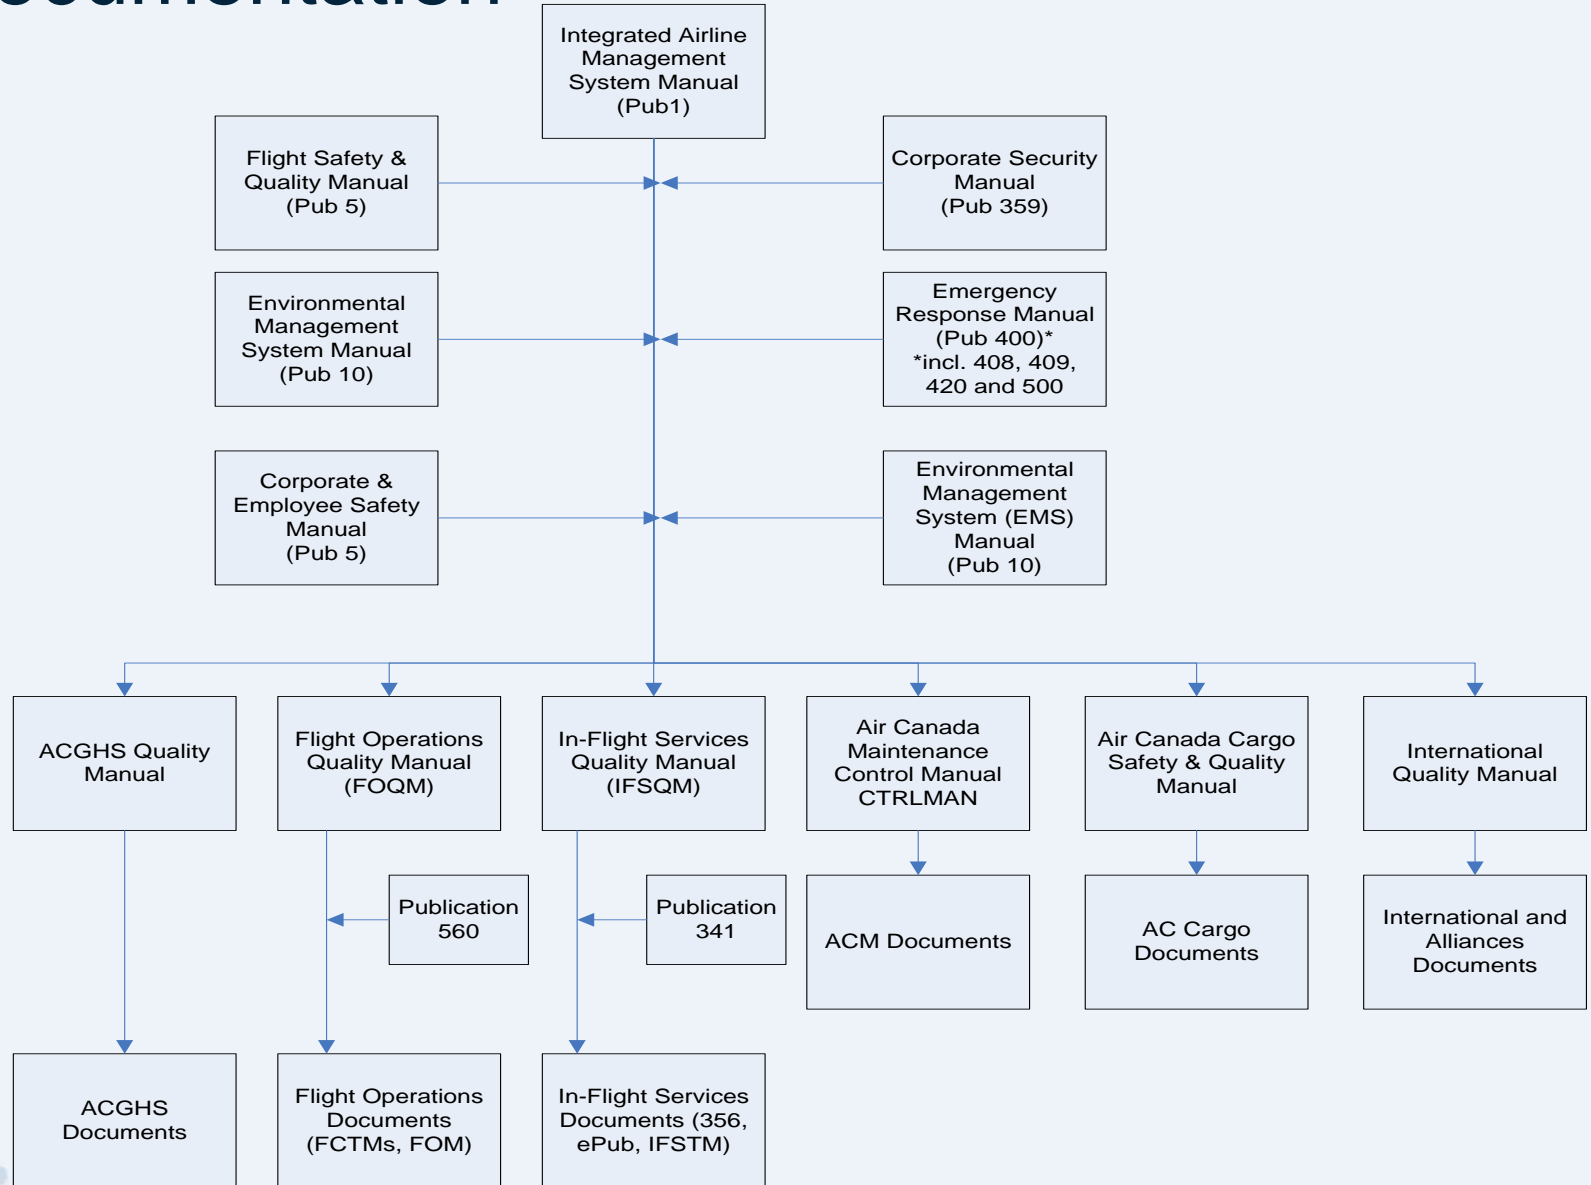 Integrated Airline
Management
System Manual
(Pub1)
Flight Safety &
Quality Manual
(Pub 5)
Corporate Security
Manual
(Pub 359)
Environmental
Management
System Manual
(Pub 10)
Emergency
Response Manual
(Pub 400)*
*incl. 408, 409,
420 and 500
Corporate &
Employee Safety
Manual
(Pub 5)
Environmental
Management
System (EMS)
Manual
(Pub 10)
ACGHS Quality
Manual
Flight Operations
Quality Manual
(FOQM)
In-Flight Services
Quality Manual
(IFSQM)
Air Canada
Maintenance
Control Manual
CTRLMAN
Air Canada Cargo
Safety & Quality
Manual
International
Quality Manual
Publication
560
Publication
341
ACM Documents
AC Cargo
Documents
International and
Alliances
Documents
ACGHS
Documents
Flight Operations
Documents
(FCTMs, FOM)
In-Flight Services
Documents (356,
ePub, IFSTM)